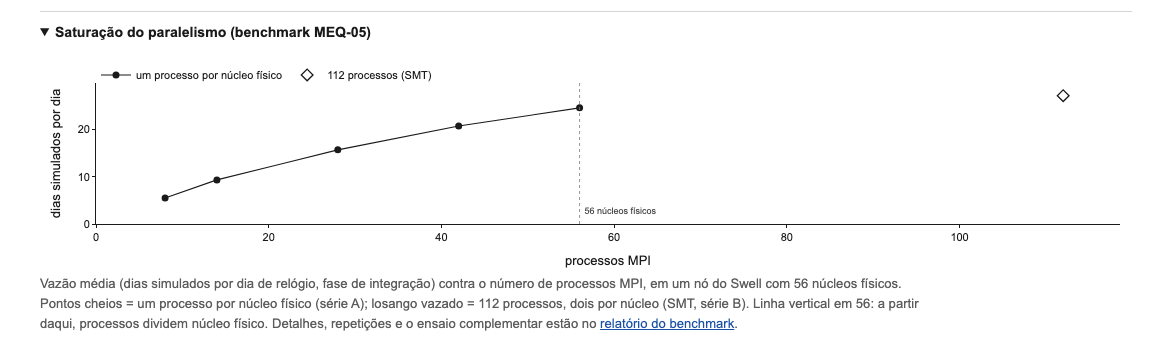 ▼ Saturação do paralelismo (benchmark MEQ-05)
um processo por núcleo físico
112 processos (SMT)
dias simulados por dia
20
10
0
56 núcleos físicos
0 20 40 60 80 100
processos MPI
Vazão média (dias simulados por dia de relógio, fase de integração) contra o número de processos MPI, em um nó do Swell com 56 núcleos físicos.
Pontos cheios = um processo por núcleo físico (série A); losango vazado = 112 processos, dois por núcleo (SMT, série B). Linha vertical em 56: a partir
daqui, processos dividem núcleo físico. Detalhes, repetições e o ensaio complementar estão no relatório do benchmark.